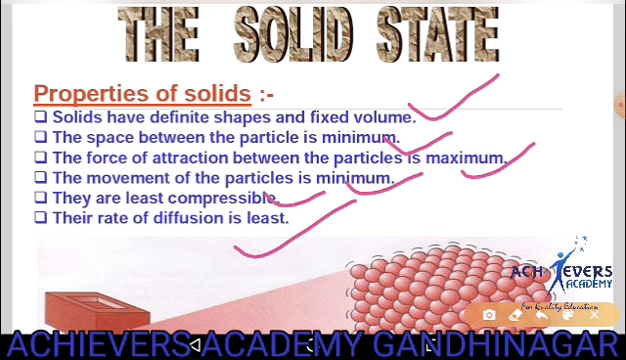 THE SOLID STATE
Properties of solids :-
❑ Solids have definite shapes and fixed volume.
❑ The space between the particle is minimum.
❑ The force of attraction between the particles is maximum.
❑ The movement of the particles is minimum.
❑ They are least compressible.
❑ Their rate of diffusion is least.
ACHIEVERS
ACADEMY
For Quality Education
ACHIEVERS ACADEMY GANDHINAGAR